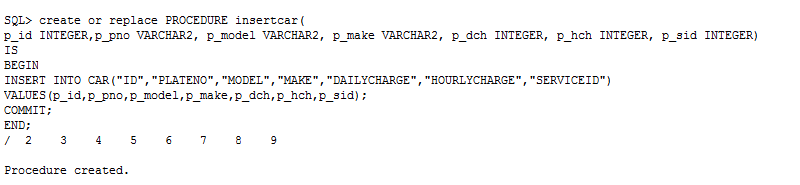 SQL> create or replace PROCEDURE insertcar(
p_id INTEGER,p_pno VARCHAR2, p_model VARCHAR2, p_make VARCHAR2, p_dch INTEGER, p_hch INTEGER, p_sid INTEGER)
IS
BEGIN
INSERT INTO CAR("ID","PLATENO","MODEL","MAKE","DAILYCHARGE","HOURLYCHARGE","SERVICEID")
VALUES(p_id,p_pno,p_model,p_make,p_dch,p_hch,p_sid);
COMMIT;
END;
/  2    3    4    5    6    7    8    9
Procedure created.